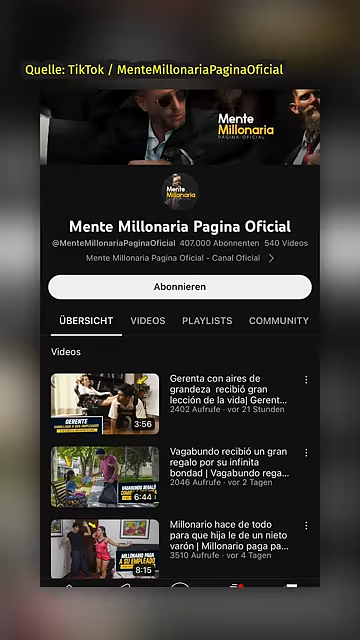 Quelle: TikTok / MenteMillonariaPaginaOficial
Mente
Millonaria
PAGINA OFICIAL
Mente
Millonaria
Mente Millonaria Pagina Oficial
@MenteMillonariaPaginaOficial 407.000 Abonnenten 540 Videos
Mente Millonaria Pagina Oficial - Canal Oficial
Abonnieren
ÜBERSICHT VIDEOS PLAYLISTS COMMUNITY
Videos
Gerenta con aires de
grandeza recibió gran
lección de la vida| Gerent...
2402 Aufrufe · vor 21 Stunden
GERENTE
3:56
Vagabundo recibió un gran
regalo por su infinita
bondad | Vagabundo rega...
2046 Aufrufe · vor 2 Tagen
VAGABUNDO REGALÓ
6:44
Millonario hace de todo
para que hija le de un nieto
varón | Millonario paga pa...
3510 Aufrufe · vor 4 Tagen
MILLONARIO PAGA
A SU EMPLEADO
8:15